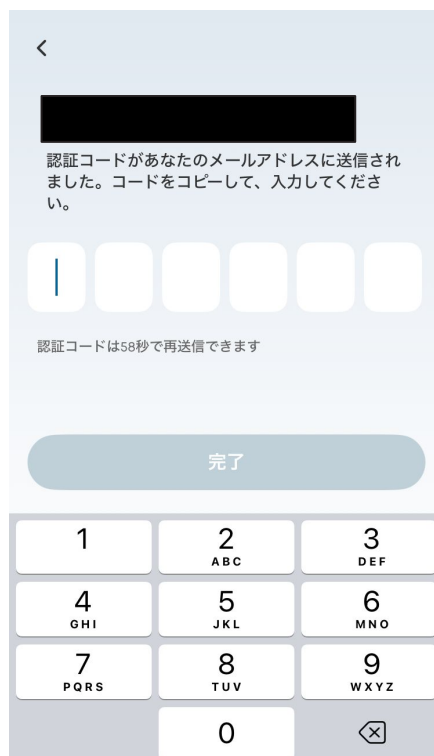 認証コードがあなたのメールアドレスに送信され
ました。コードをコピーして、入力してくださ
い。
認証コードは58秒で再送信できます
完了
1
2
ABC
3
DEF
4
GHI
5
JKL
6
MNO
7
PQRS
8
TUV
9
WXYZ
0